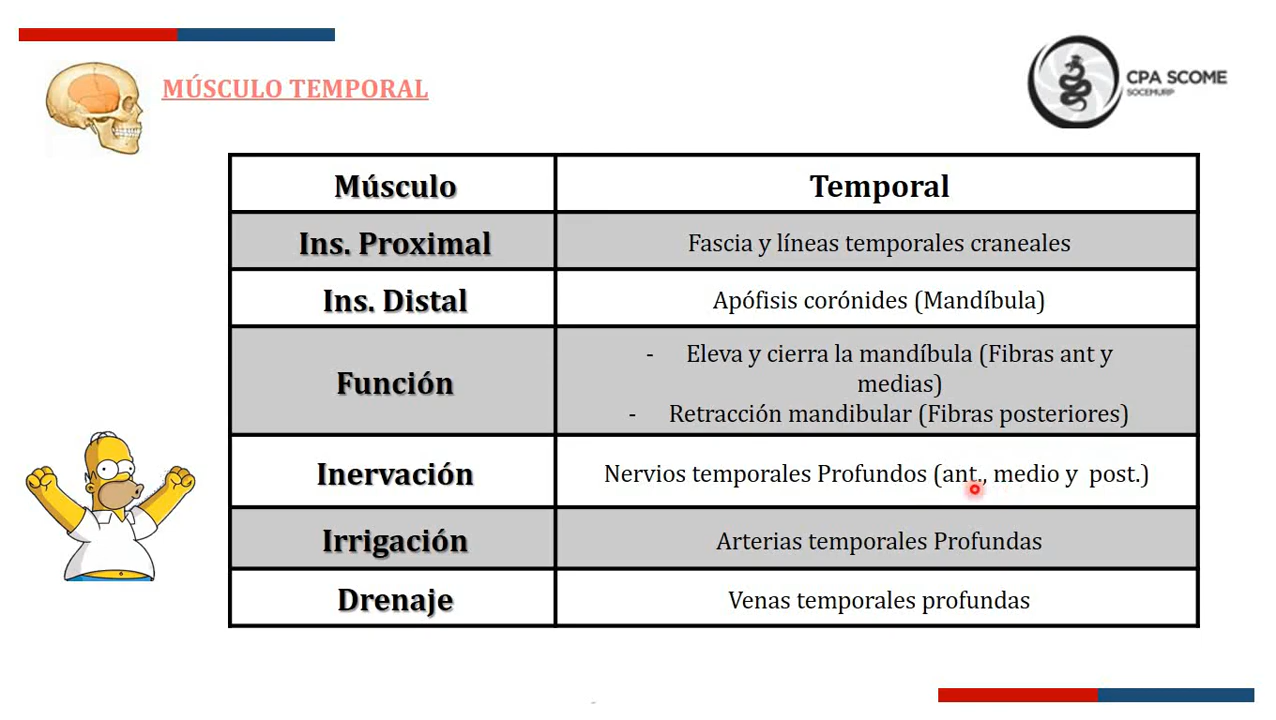 MÚSCULO TEMPORAL
CPA SCOME
SOCEMURP
Músculo
Temporal
Ins. Proximal
Fascia y líneas temporales craneales
Ins. Distal
Apófisis corónides (Mandíbula)
Función
- Eleva y cierra la mandíbula (Fibras ant y
medias)
- Retracción mandibular (Fibras posteriores)
Inervación
Nervios temporales Profundos (ant., medio y post.)
Irrigación
Arterias temporales Profundas
Drenaje
Venas temporales profundas